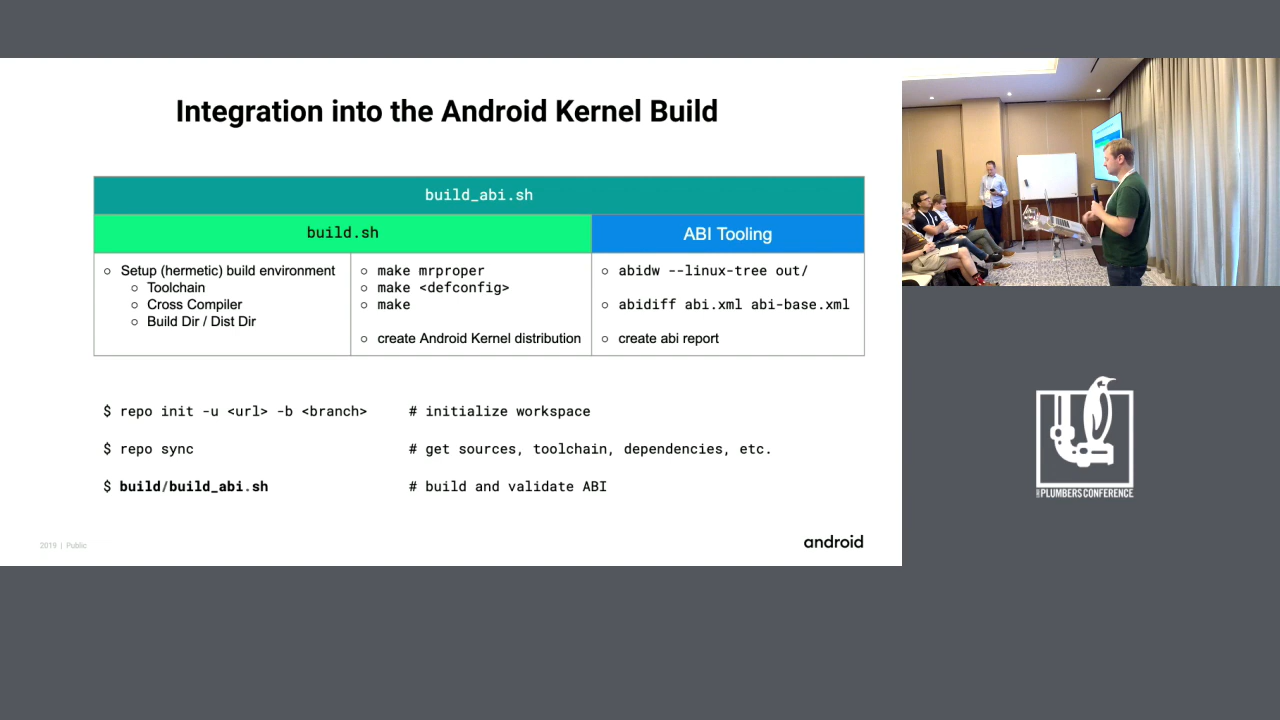 Integration into the Android Kernel Build
build_abi.sh
build.sh
ABI Tooling
Setup (hermetic) build environment
Toolchain
Cross Compiler
Build Dir / Dist Dir
make mrproper
make <defconfig>
make
create Android Kernel distribution
abidw --linux-tree out/
abidiff abi.xml abi-base.xml
create abi report
$ repo init -u <url> -b <branch> # initialize workspace
$ repo sync # get sources, toolchain, dependencies, etc.
$ build/build_abi.sh # build and validate ABI
2019 | Public
android
PLUMBERS CONFERENCE